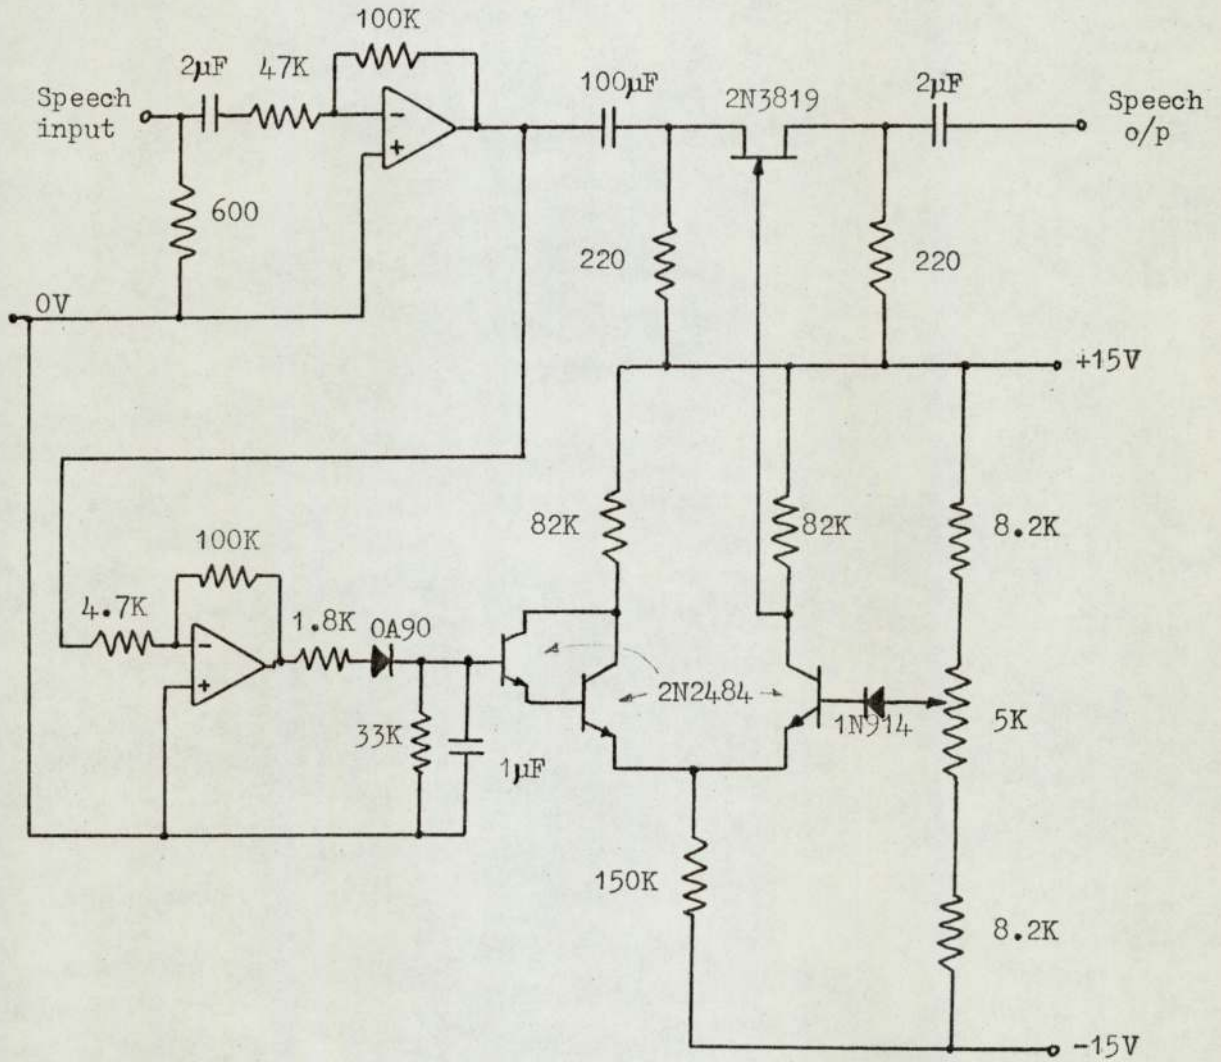 100K
2µF
47K
100µF
2N3819
2µF
Speech
input
Speech
o/p
-
+
600
220
220
0V
+15V
82K
82K
8.2K
100K
4.7K
1.8K
OA90
-
+
2N2484
1N914
5K
33K
1µF
150K
8.2K
-15V